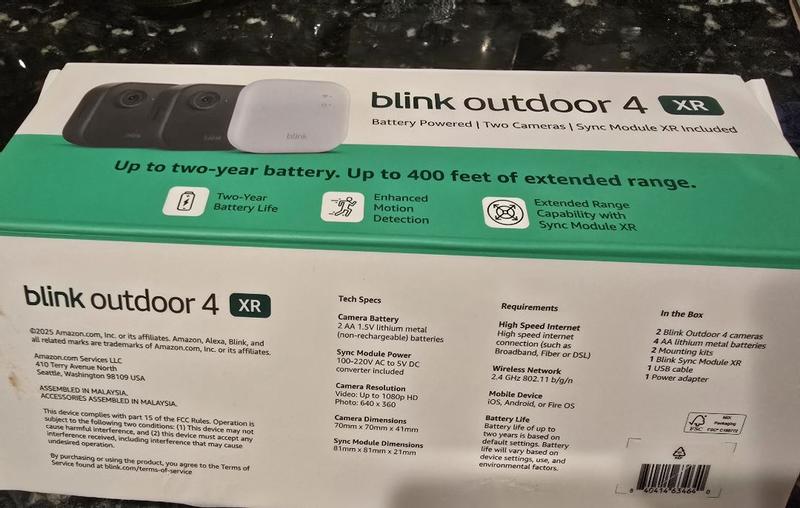 blink outdoor 4 XR
Battery Powered | Two Cameras | Sync Module XR Included
blink
Up to two-year battery. Up to 400 feet of extended range.
Two-Year
Battery Life
Enhanced
Motion
Detection
Extended Range
Capability with
Sync Module XR
blink outdoor 4 XR
©2025 Amazon.com, Inc. or its affiliates. Amazon, Alexa, Blink, and
all related marks are trademarks of Amazon.com, Inc. or its affiliates.
Amazon.com Services LLC
410 Terry Avenue North
Seattle, Washington 98109 USA
ASSEMBLED IN MALAYSIA.
ACCESSORIES ASSEMBLED IN MALAYSIA.
This device complies with part 15 of the FCC Rules. Operation is
subject to the following two conditions: (1) This device may not
cause harmful interference, and (2) this device must accept any
interference received, including interference that may cause
undesired operation.
By purchasing or using the product, you agree to the Terms of
Service found at blink.com/terms-of-service
Tech Specs
Camera Battery
2 AA 1.5V lithium metal
(non-rechargeable) batteries
Sync Module Power
100-220V AC to 5V DC
converter included
Camera Resolution
Video: Up to 1080p HD
Photo: 640 x 360
Camera Dimensions
70mm x 70mm x 41mm
Sync Module Dimensions
81mm x 81mm x 21mm
Requirements
High Speed Internet
High speed internet
connection (such as
Broadband, Fiber or DSL)
Wireless Network
2.4 GHz 802.11 b/g/n
Mobile Device
iOS, Android, or Fire OS
Battery Life
Battery life of up to
two years is based on
default settings. Battery
life will vary based on
device settings, use, and
environmental factors.
In the Box
2 Blink Outdoor 4 cameras
4 AA lithium metal batteries
2 Mounting kits
1 Blink Sync Module XR
1 USB cable
1 Power adapter
FSC
MIX
Packaging
8 40414 63464 0